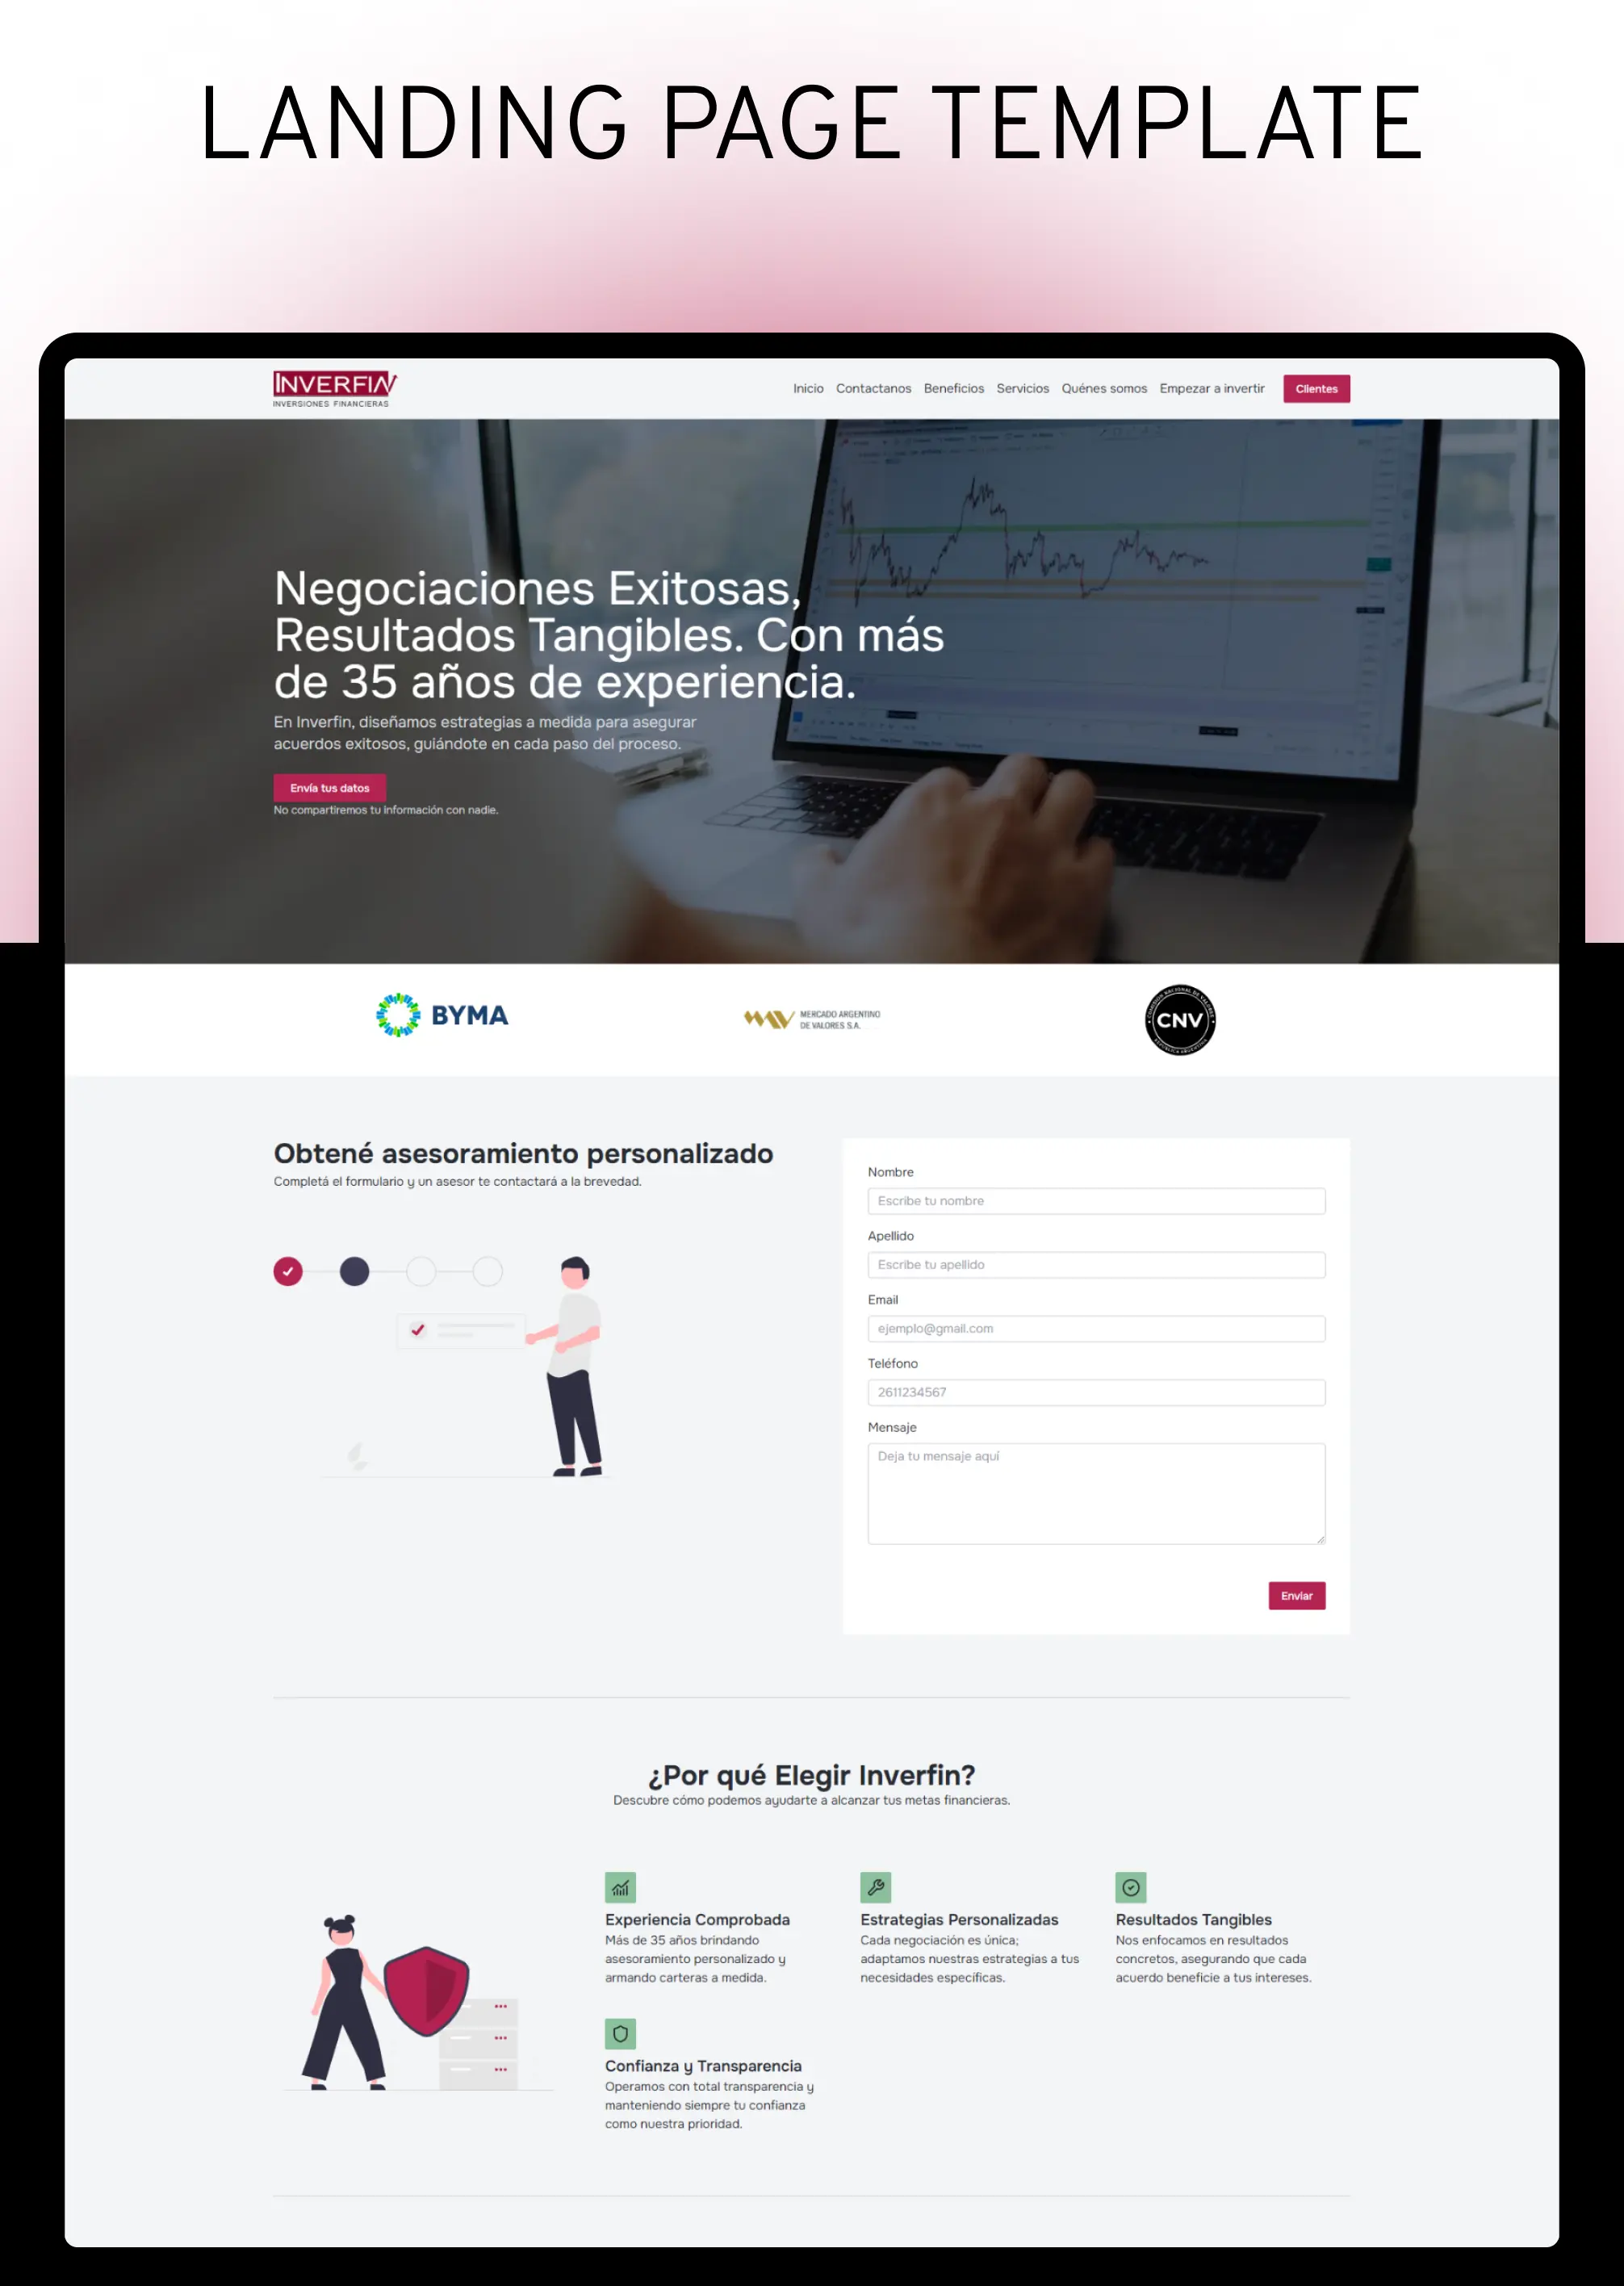 LANDING PAGE TEMPLATE
INVERFIN
INVERSIONES FINANCIERAS
Inicio Contactanos Beneficios Servicios Quénes somos Empezar a invertir Clientes
Negociaciones Exitosas,
Resultados Tangibles. Con más
de 35 años de experiencia.
En Inverfin, diseñamos estrategias a medida para asegurar
acuerdos exitosos, guiándote en cada paso del proceso.
Envía tus datos
No compartiremos tu información con nadie.
BYMA
MERCADO ARGENTINO
DE VALORES S.A.
COMISIÓN NACIONAL DE VALORES
CNV
REPÚBLICA ARGENTINA
Obtené asesoramiento personalizado
Completá el formulario y un asesor te contactará a la brevedad.
Nombre
Escribe tu nombre
Apellido
Escribe tu apellido
Email
ejemplo@gmail.com
Teléfono
2611234567
Mensaje
Deja tu mensaje aquí
Enviar
¿Por qué Elegir Inverfin?
Descubre cómo podemos ayudarte a alcanzar tus metas financieras.
Experiencia Comprobada
Más de 35 años brindando
asesoramiento personalizado y
armando carteras a medida.
Estrategias Personalizadas
Cada negociación es única;
adaptamos nuestras estrategias a tus
necesidades específicas.
Resultados Tangibles
Nos enfocamos en resultados
concretos, asegurando que cada
acuerdo beneficie a tus intereses.
Confianza y Transparencia
Operamos con total transparencia y
manteniendo siempre tu confianza
como nuestra prioridad.